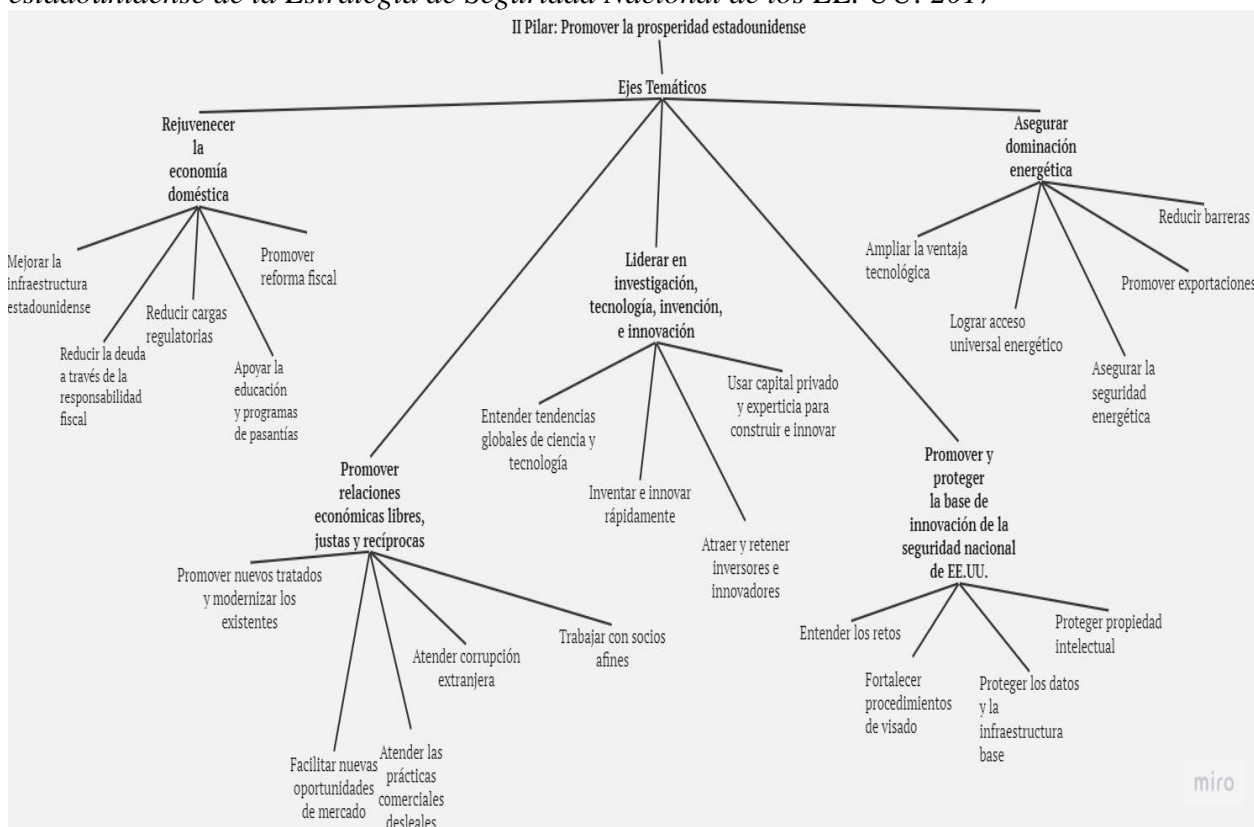 estadounidense de la Estrategia de Seguridad Nacional de los EE. UU. 2017
II Pilar: Promover la prosperidad estadounidense
Ejes Temáticos
Rejuvenecer
la
economía
doméstica
Mejorar la
infraestructura
estadounidense
Reducir la deuda
a través de la
responsabilidad
fiscal
Reducir cargas
regulatorias
Apoyar la
educación
y programas
de pasantías
Promover
reforma fiscal
Promover
relaciones
económicas libres,
justas y recíprocas
Promover nuevos tratados
y modernizar los
existentes
Facilitar nuevas
oportunidades
de mercado
Atender las
prácticas
comerciales
desleales
Atender corrupción
extranjera
Trabajar con socios
afines
Liderar en
investigación,
tecnología, invención,
e innovación
Entender tendencias
globales de ciencia y
tecnología
Inventar e innovar
rápidamente
Atraer y retener
inversores e
innovadores
Usar capital privado
y experticia para
construir e innovar
Promover y
proteger
la base de
innovación de la
seguridad nacional
de EE.UU.
Entender los retos
Fortalecer
procedimientos
de visado
Proteger los datos
y la
infraestructura
base
Proteger propiedad
intelectual
Asegurar
dominación
energética
Ampliar la ventaja
tecnológica
Lograr acceso
universal energético
Asegurar la
seguridad
energética
Promover exportaciones
Reducir barreras
miro